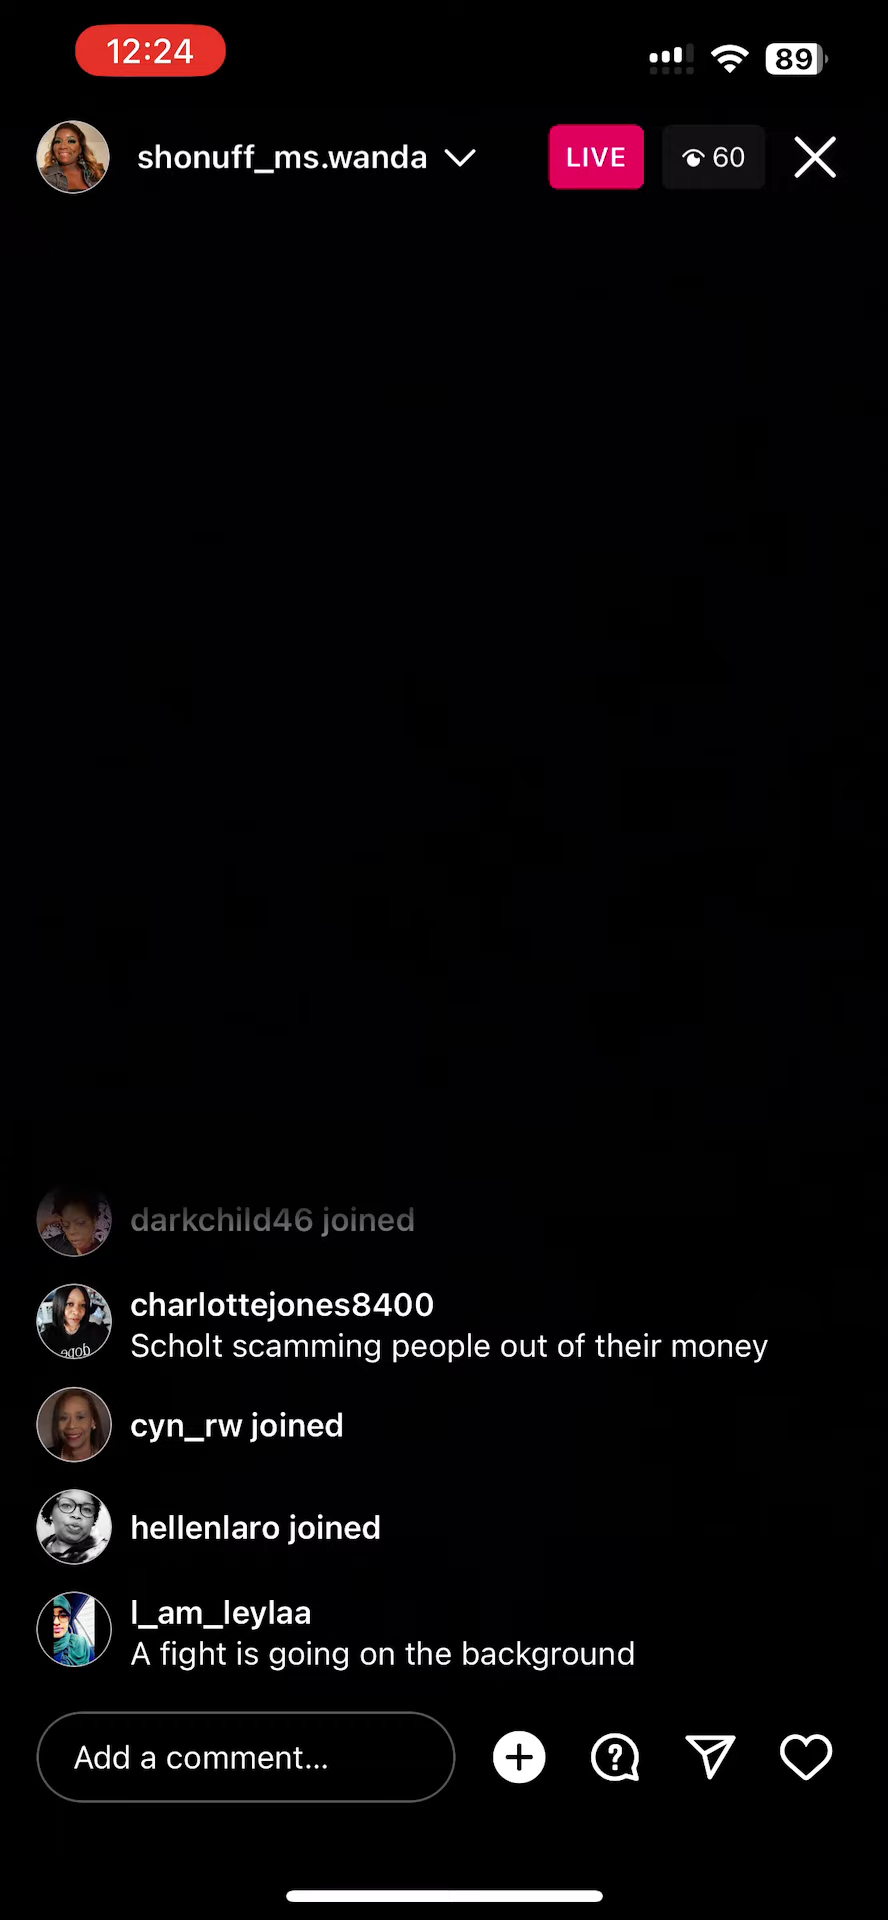 12:24
89
shonuff_ms.wanda
LIVE
60
darkchild46 joined
charlottejones8400
Scholt scamming people out of their money
cyn_rw joined
hellenlaro joined
l_am_leylaa
A fight is going on the background
Add a comment...